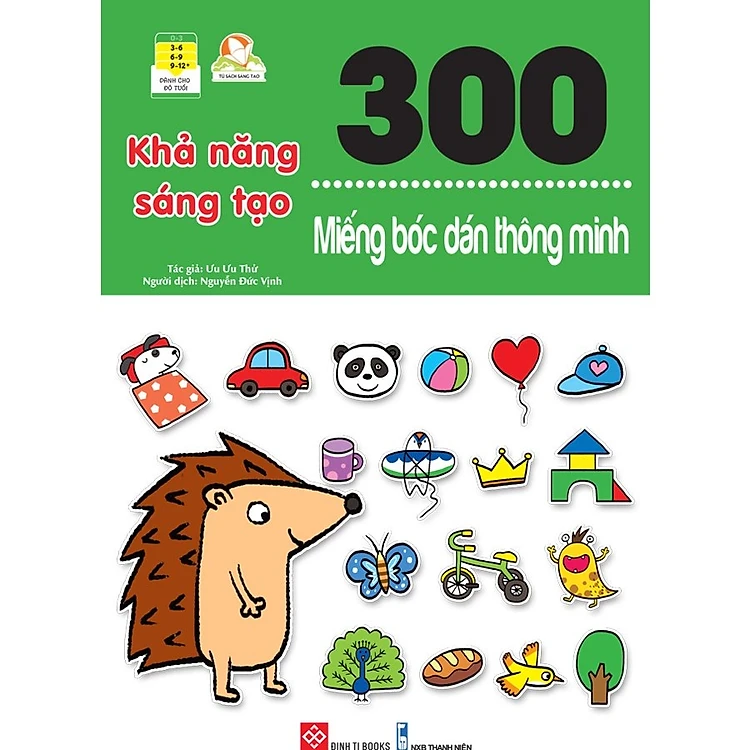 0-3
3-6
6-9
9-12+
DÀNH CHO
ĐỘ TUỔI
TỦ SÁCH SÁNG TẠO
300
Khả năng
sáng tạo
Miếng bóc dán thông minh
Tác giả: Ưu Ưu Thử
Người dịch: Nguyễn Đức Vịnh
ĐINH TỊ BOOKS
NXB THANH NIÊN